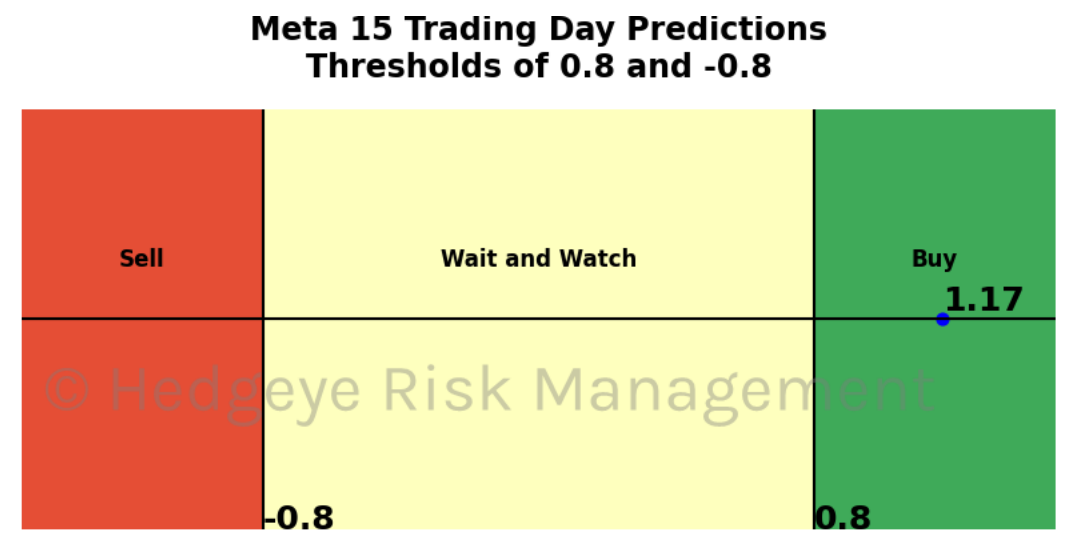 Meta 15 Trading Day Predictions
Thresholds of 0.8 and -0.8
Sell
Wait and Watch
Buy
1.17
© Hedgeye Risk Management
-0.8
0.8